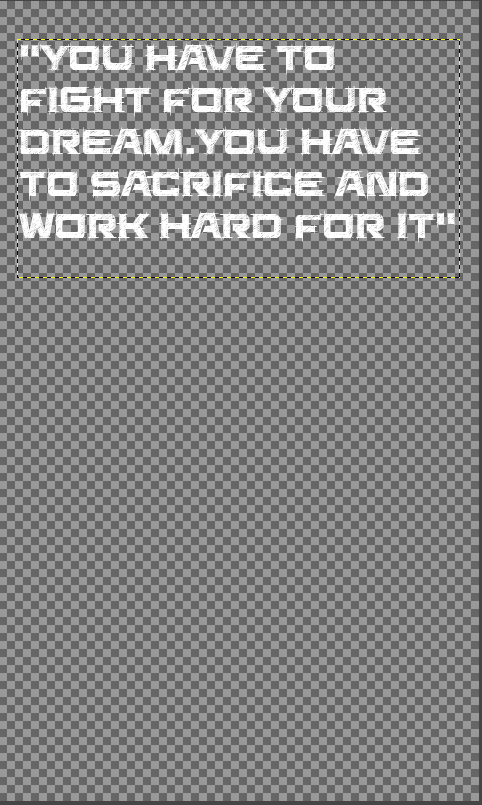 "YOU HAVE TO
FIGHT FOR YOUR
DREAM.YOU HAVE
TO SACRIFICE AND
WORK HARD FOR IT"